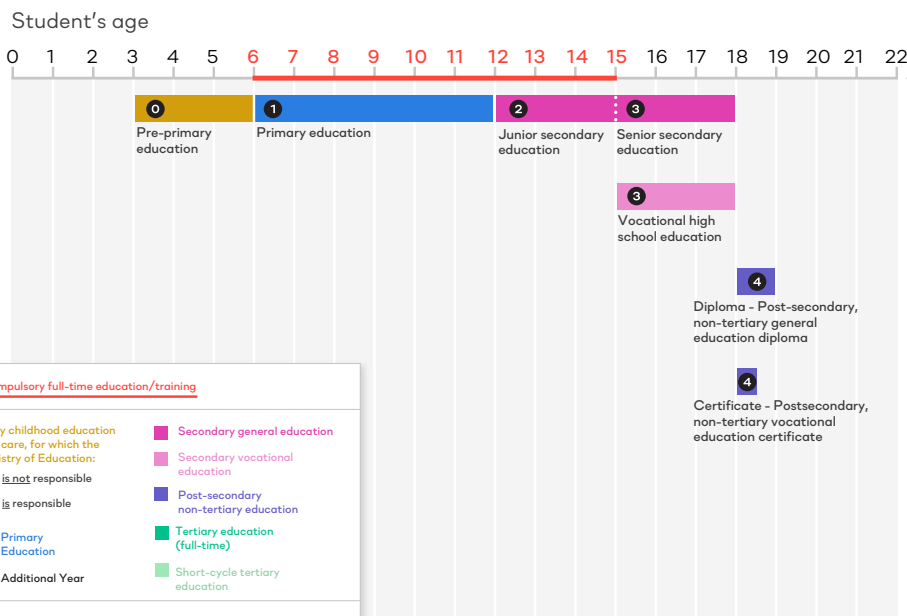 Student's age
0 1 2 3 4 5 6 7 8 9 10 11 12 13 14 15 16 17 18 19 20 21 22
0 1 2 3
Pre-primary
education
Primary education
Junior secondary
education
Senior secondary
education
3
Vocational high
school education
4
Diploma - Post-secondary,
non-tertiary general
education diploma
4
Certificate - Postsecondary,
non-tertiary vocational
education certificate
mpulsory full-time education/training
y childhood education
care, for which the
istry of Education:
is not responsible
is responsible
Primary
Education
Additional Year
Secondary general education
Secondary vocational
education
Post-secondary
non-tertiary education
Tertiary education
(full-time)
Short-cycle tertiary
education